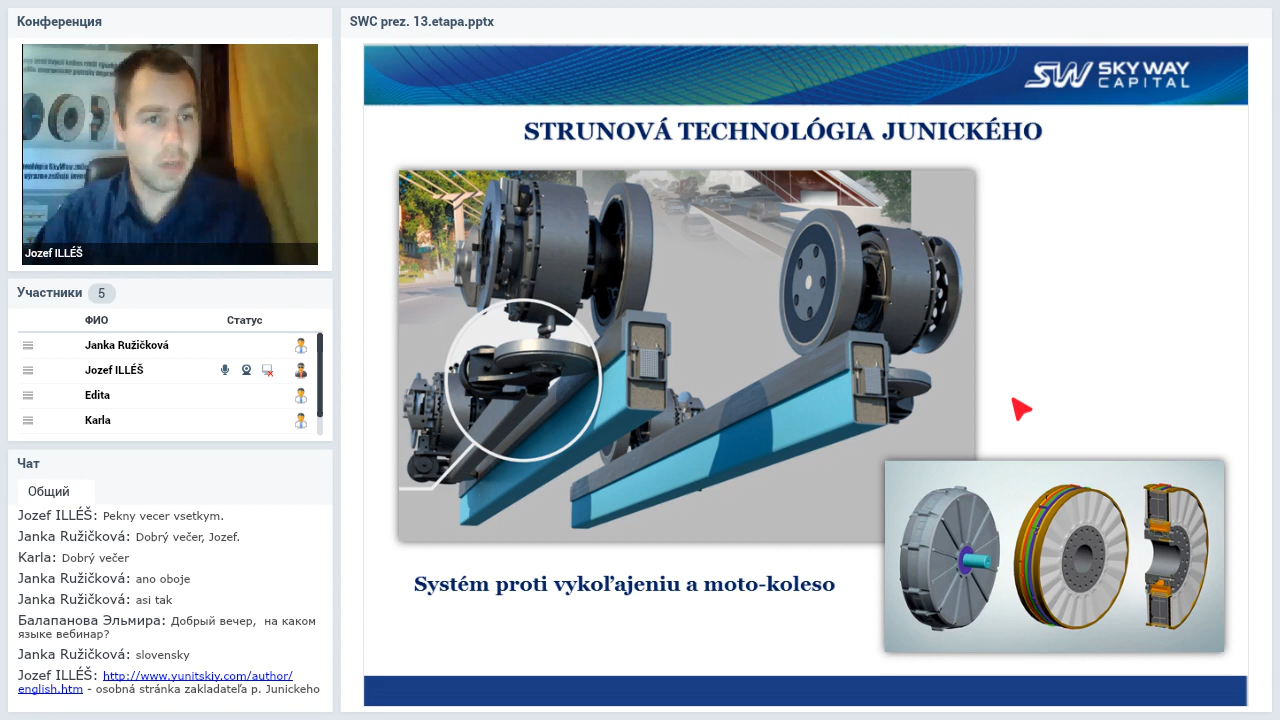 Конференция
Jozef ILLÉŠ
Участники 5
ФИО Статус
Janka Ružičková
Jozef ILLÉŠ
Edita
Karla
Чат
Общий
Jozef ILLÉŠ: Pekny vecer vsetkym.
Janka Ružičková: Dobrý večer, Jozef.
Karla: Dobrý večer
Janka Ružičková: ano oboje
Janka Ružičková: asi tak
Балапанова Эльмира: Добрый вечер, на каком
языке вебинар?
Janka Ružičková: slovensky
Jozef ILLÉŠ: http://www.yunitskiy.com/author/
english.htm - osobná stránka zakladateľa p. Junickeho
SWC prez. 13.etapa.pptx
SW SKY WAY
CAPITAL
STRUNOVÁ TECHNOLÓGIA JUNICKÉHO
Systém proti vykoľajeniu a moto-koleso